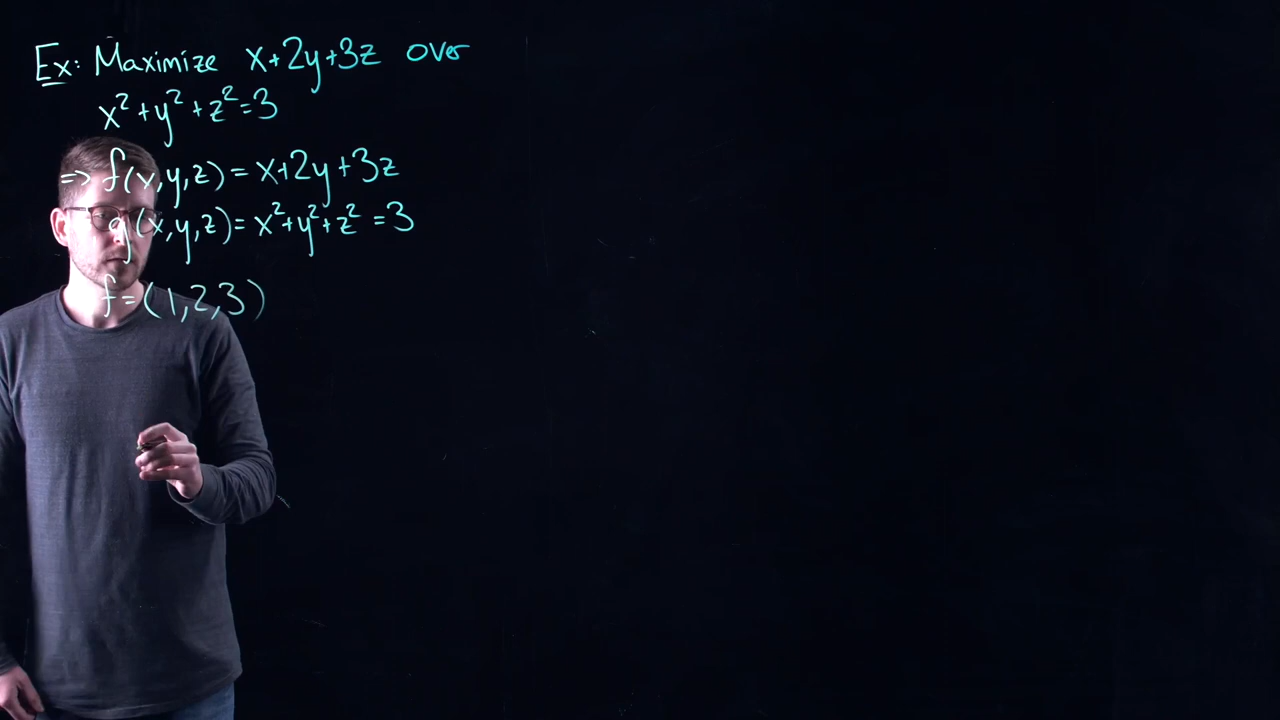 Ex: Maximize x+2y+3z over
x²+y²+z²=3
=> f(x,y,z)=x+2y+3z
g(x,y,z)=x²+y²+z²=3
f=(1,2,3)